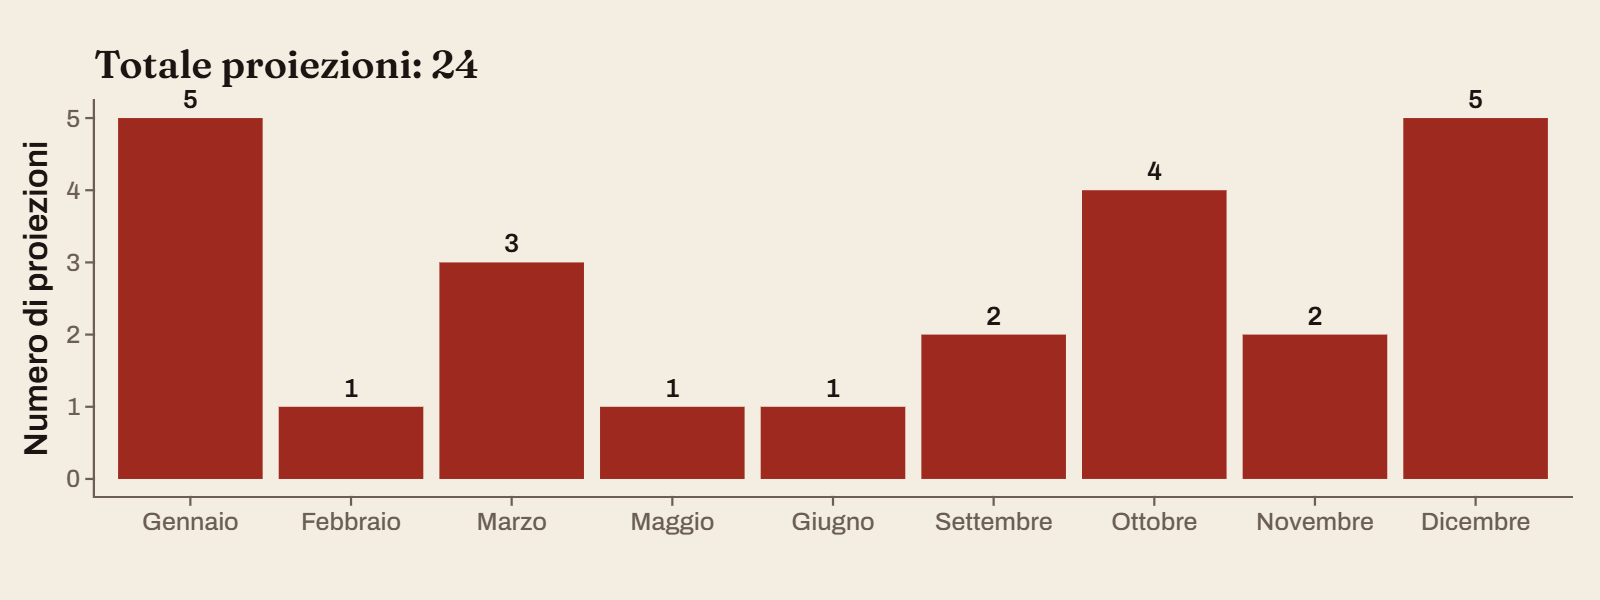 Totale proiezioni: 24
Numero di proiezioni
5
4
3
2
1
0
5
1
3
1
1
2
4
2
5
Gennaio
Febbraio
Marzo
Maggio
Giugno
Settembre
Ottobre
Novembre
Dicembre